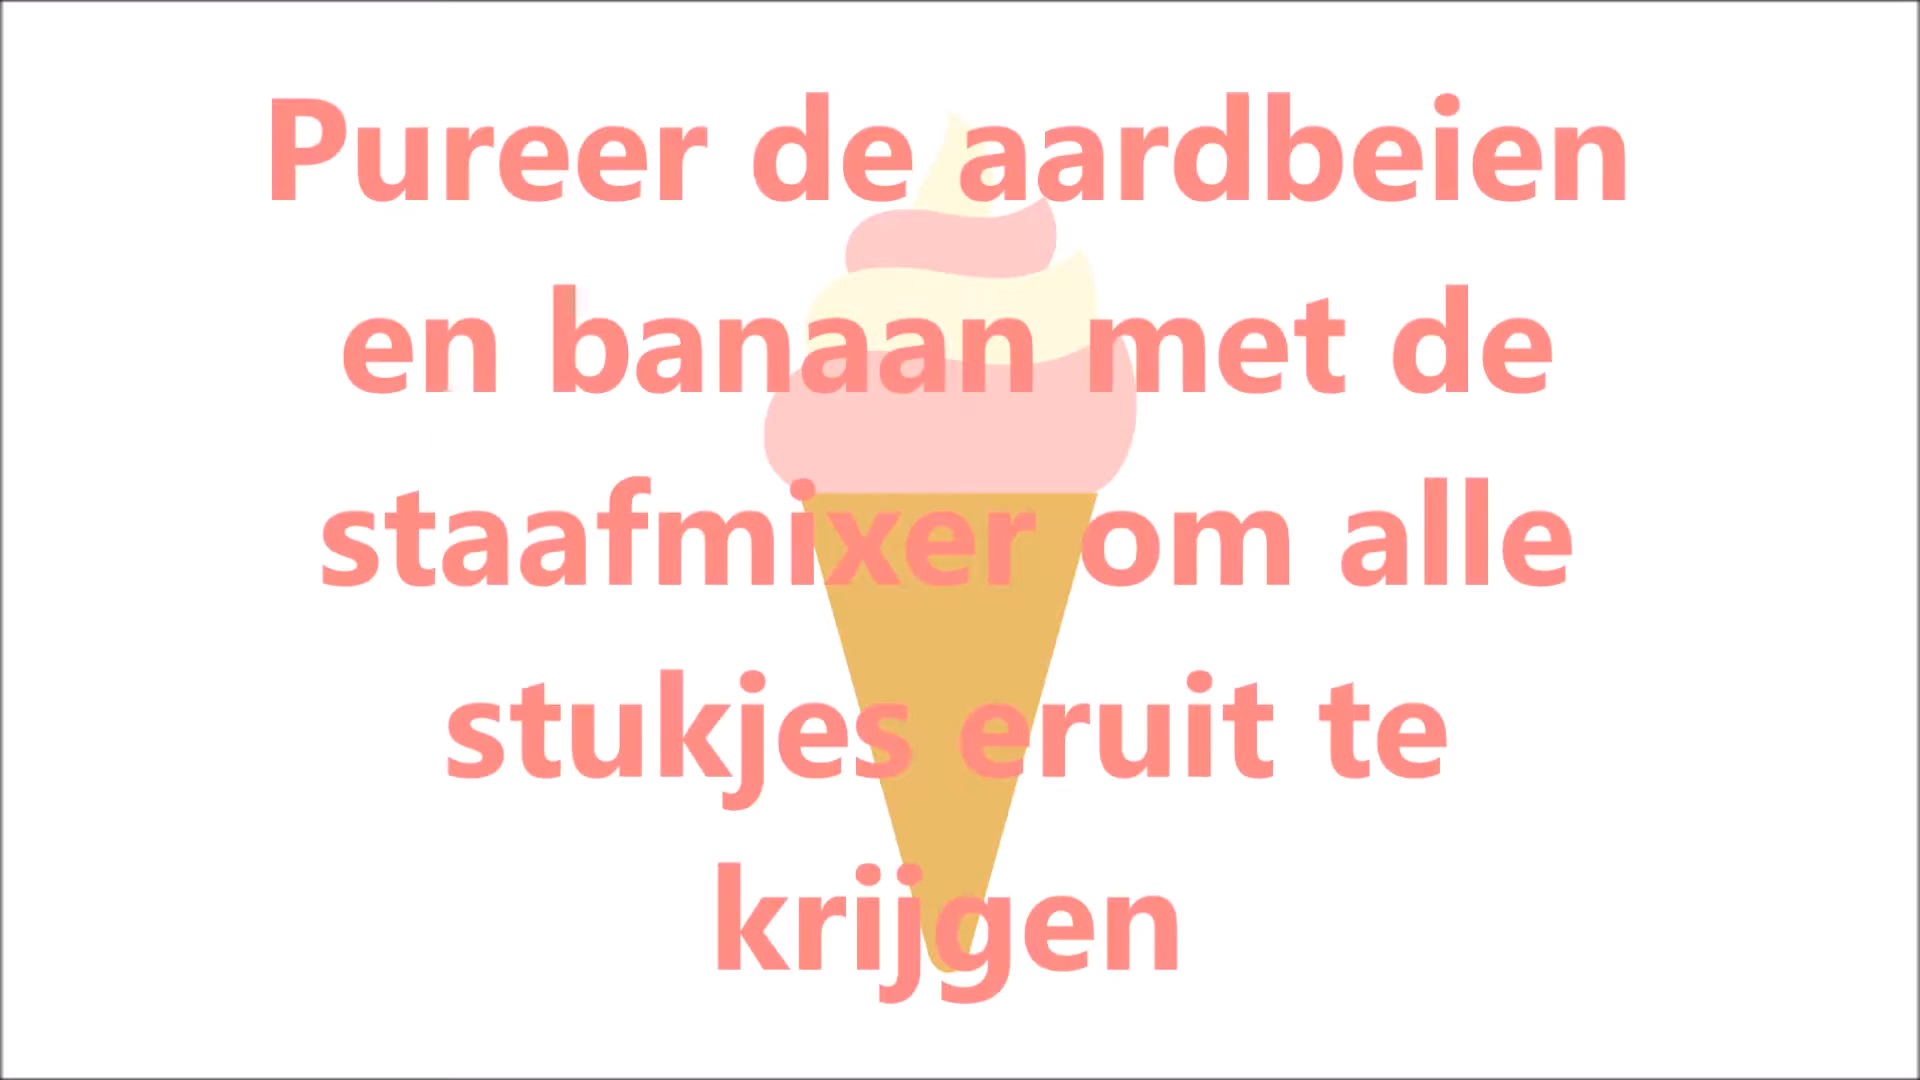 Pureer de aardbeien
en banaan met de
staafmixer om alle
stukjes eruit te
krijgen